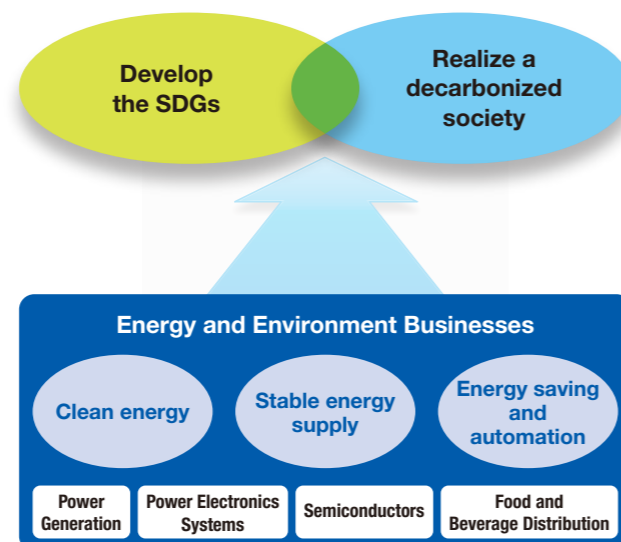 Develop
the SDGs
Realize a
decarbonized
society
Energy and Environment Businesses
Clean energy
Stable energy
supply
Energy saving
and
automation
Power
Generation
Power Electronics
Systems
Semiconductors
Food and
Beverage Distribution